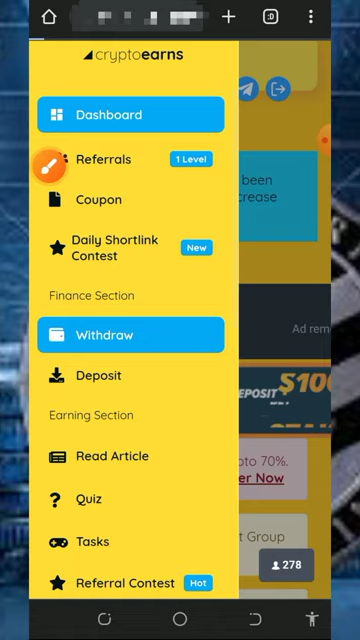 :D
cryptoearns
Dashboard
Referrals
1 Level
been
Coupon
crease
Daily Shortlink
Contest
New
Finance Section
Withdraw
Ad rem
Deposit
EPOSIT $100
Earning Section
Read Article
pto 70%.
er Now
Quiz
Tasks
t Group
278
Referral Contest
Hot